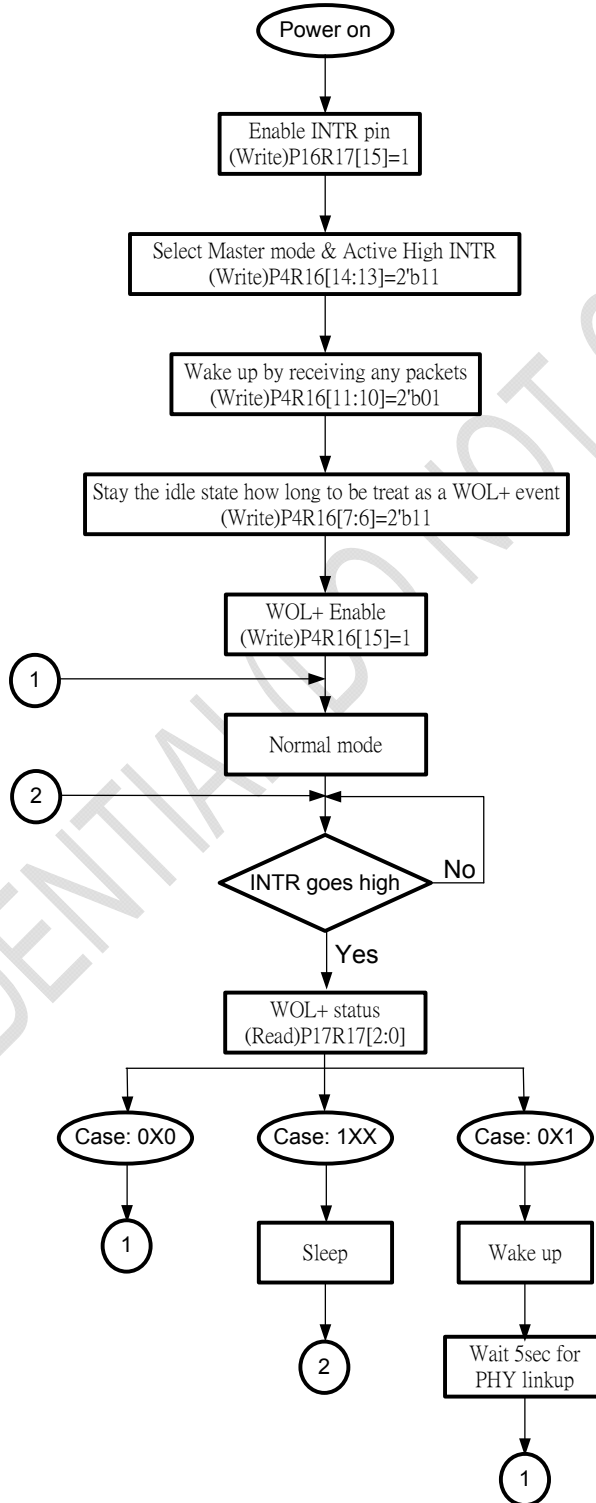 Power on
Enable INTR pin
(Write)P16R17[15]=1
Select Master mode & Active High INTR
(Write)P4R16[14:13]=2'b11
Wake up by receiving any packets
(Write)P4R16[11:10]=2'b01
Stay the idle state how long to be treat as a WOL+ event
(Write)P4R16[7:6]=2'b11
WOL+ Enable
(Write)P4R16[15]=1
1
Normal mode
2
INTR goes high
No
Yes
WOL+ status
(Read)P17R17[2:0]
Case: 0X0
Case: 1XX
Case: 0X1
1
Sleep
Wake up
2
Wait 5sec for
PHY linkup
1